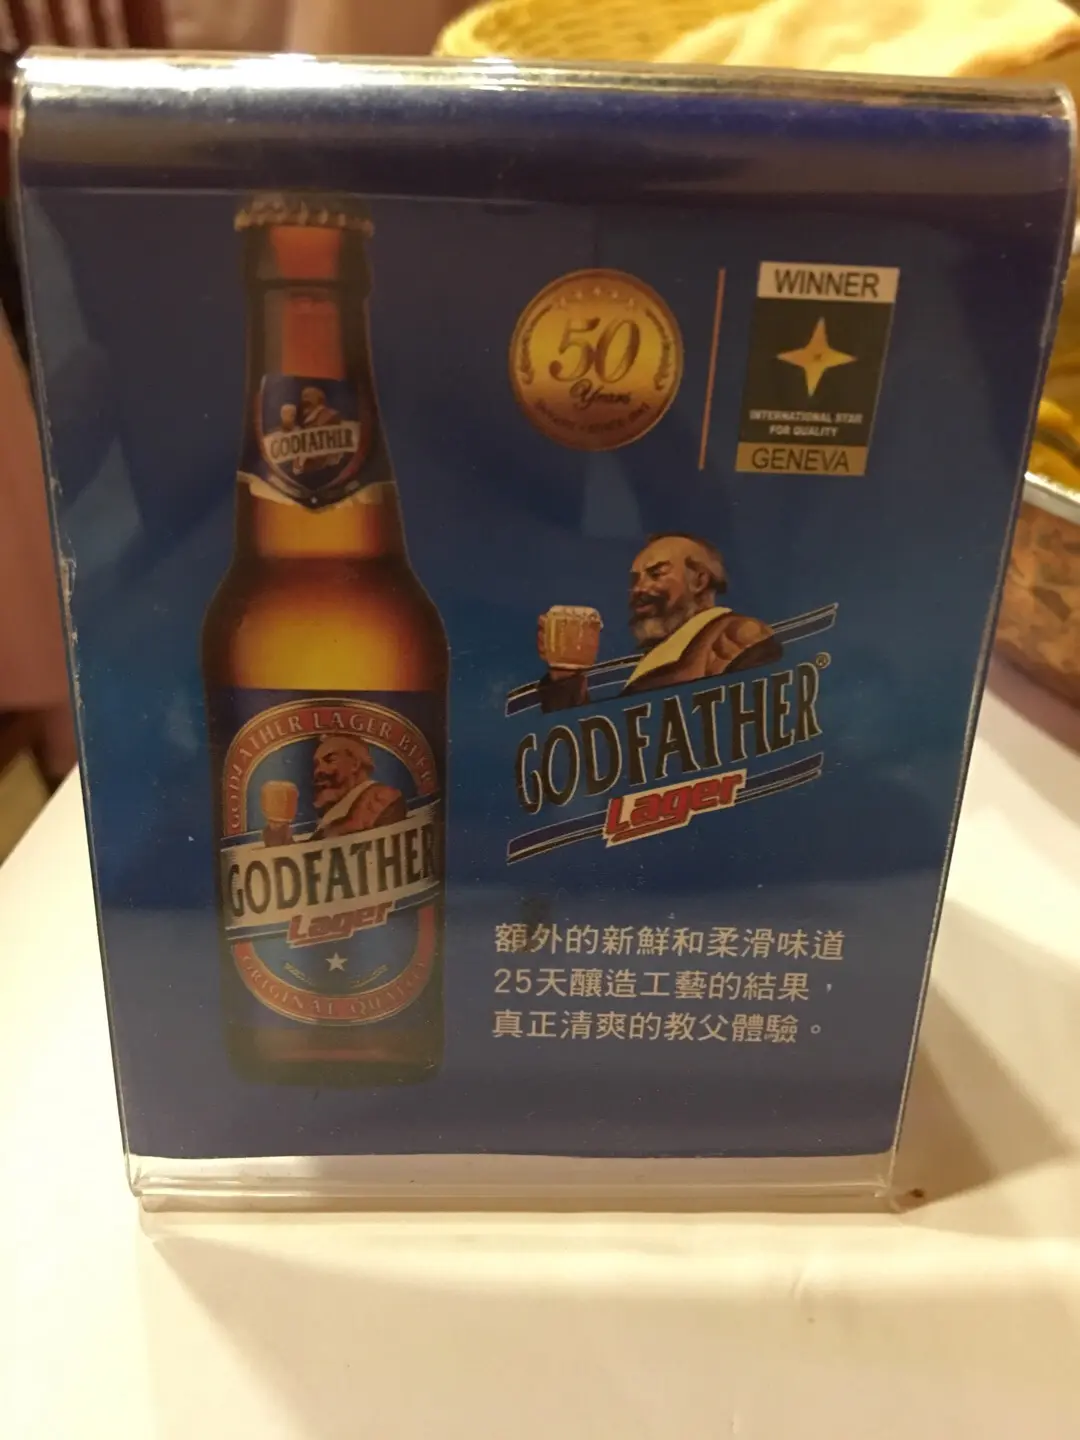 50
Years
WINNER
INTERNATIONAL STAR
FOR QUALITY
GENEVA
GODFATHER
Lager
GODFATHER LAGER BEER
GODFATHER
Lager
ORIGINAL QUALITY
GODFATHER®
Lager
額外的新鮮和柔滑味道
25天釀造工藝的結果，
真正清爽的教父體驗。